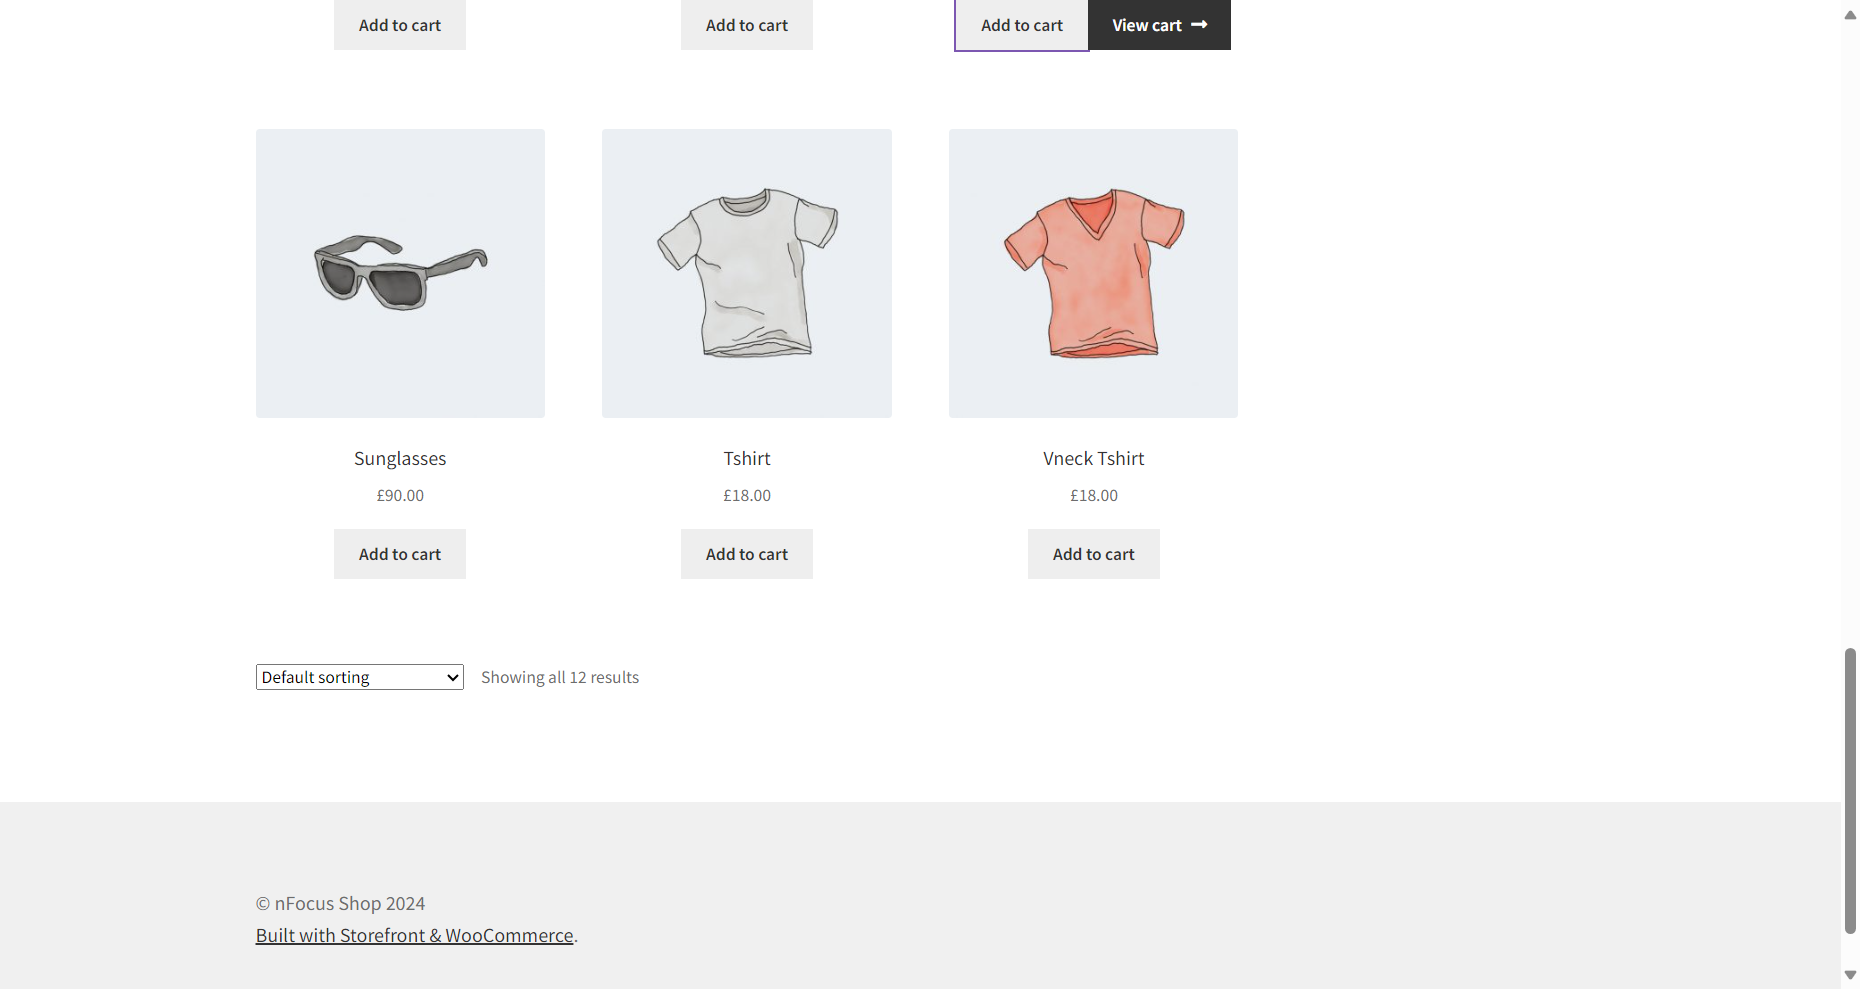 Add to cart
Add to cart
Add to cart
View cart
Sunglasses
Tshirt
Vneck Tshirt
£90.00
£18.00
£18.00
Add to cart
Add to cart
Add to cart
Default sorting
Showing all 12 results
© nFocus Shop 2024
Built with Storefront & WooCommerce.